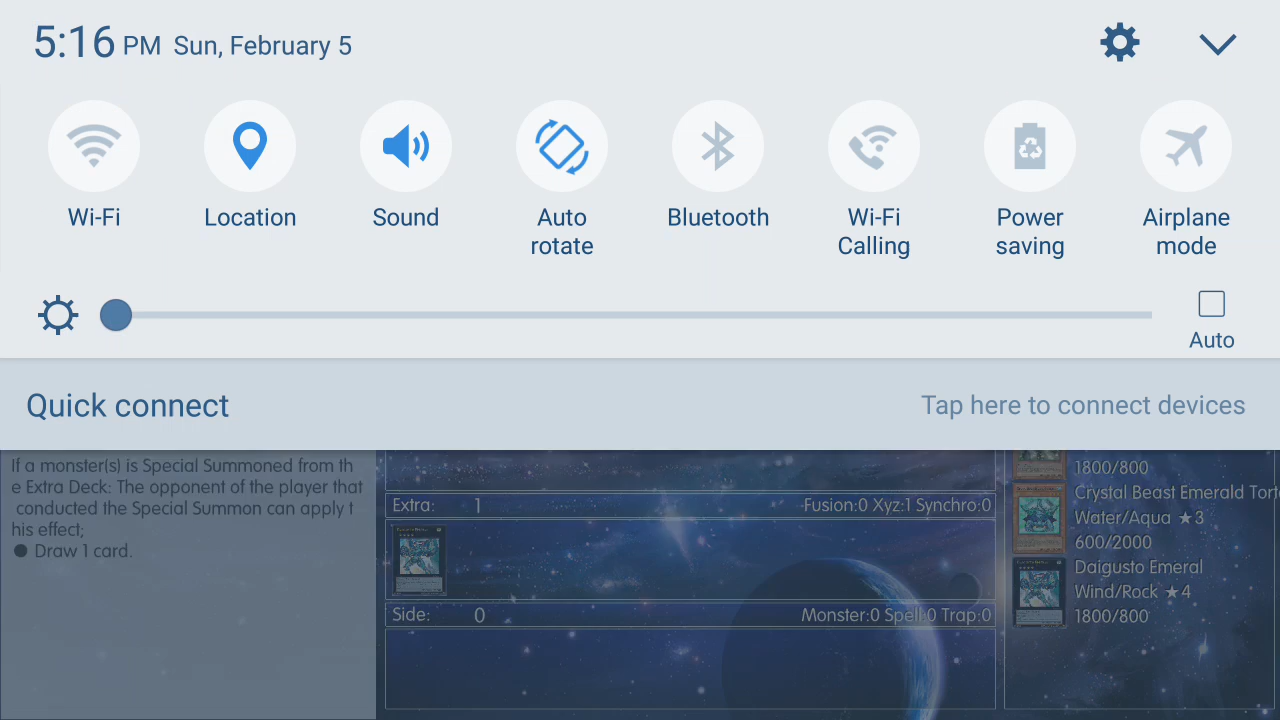 5:16 PM Sun, February 5
Wi-Fi
Location
Sound
Auto
rotate
Bluetooth
Wi-Fi
Calling
Power
saving
Airplane
mode
Auto
Quick connect
Tap here to connect devices
If a monster(s) is Special Summoned from th
e Extra Deck: The opponent of the player that
conducted the Special Summon can apply t
his effect;
● Draw 1 card.
Extra: 1 Fusion:0 Xyz:1 Synchro:0
Side: 0 Monster:0 Spell:0 Trap:0
1800/800
Crystal Beast Emerald Tort
Water/Aqua ★3
600/2000
Daigusto Emeral
Wind/Rock ★4
1800/800